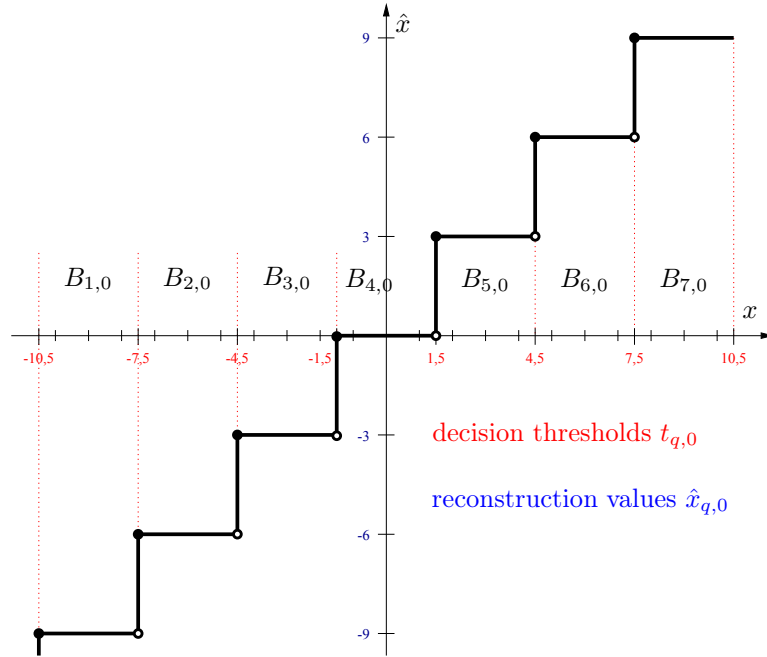 x̂
9
6
3
B₁,₀ B₂,₀ B₃,₀ B₄,₀ B₅,₀ B₆,₀ B₇,₀
x
-10,5 -7,5 -4,5 -1,5 1,5 4,5 7,5 10,5
-3
decision thresholds t_{q,0}
reconstruction values x̂_{q,0}
-6
-9